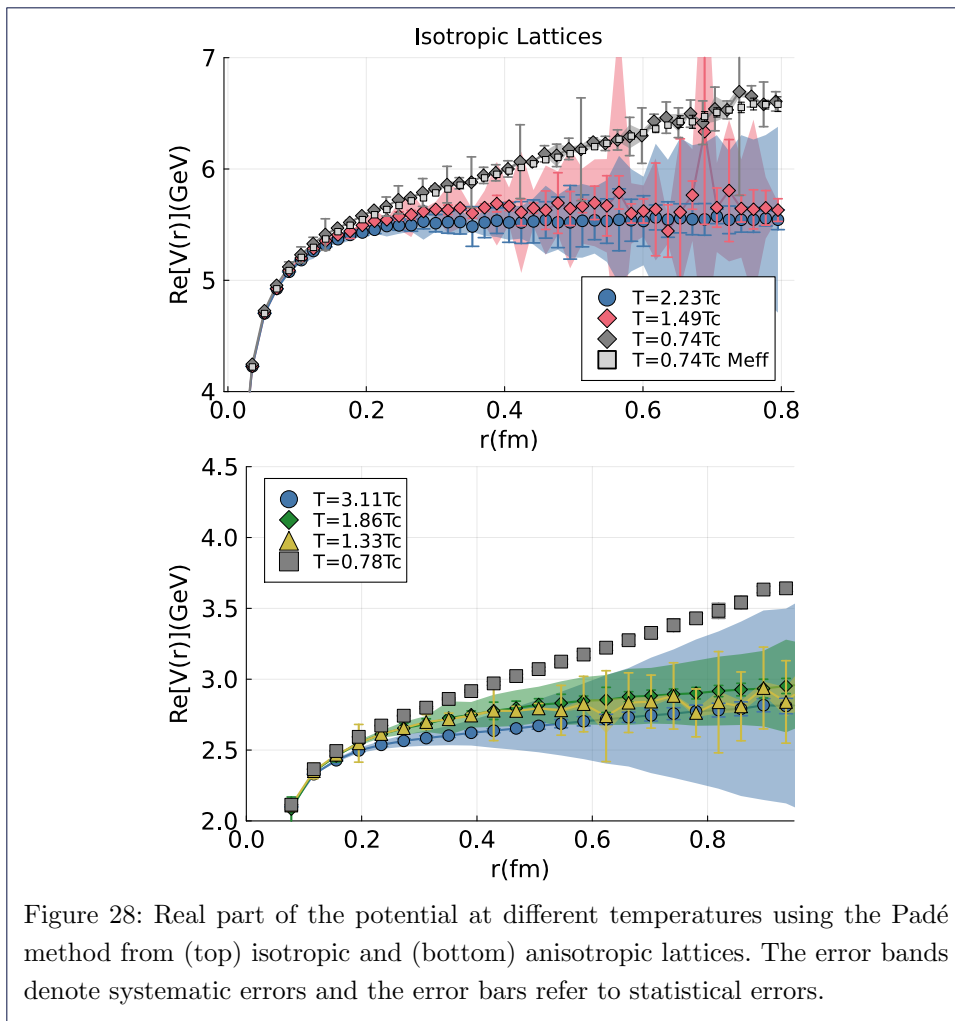 Isotropic Lattices
7
6
5
4
Re[V(r)](GeV)
T=2.23Tc
T=1.49Tc
T=0.74Tc
T=0.74Tc Meff
0.0 0.2 0.4 0.6 0.8
r(fm)
4.5
4.0
3.5
3.0
2.5
2.0
Re[V(r)](GeV)
T=3.11Tc
T=1.86Tc
T=1.33Tc
T=0.78Tc
0.0 0.2 0.4 0.6 0.8
r(fm)
Figure 28: Real part of the potential at different temperatures using the Padé
method from (top) isotropic and (bottom) anisotropic lattices. The error bands
denote systematic errors and the error bars refer to statistical errors.